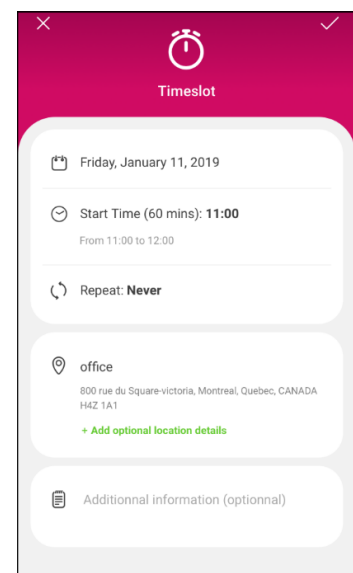 Timeslot
Friday, January 11, 2019
Start Time (60 mins): 11:00
From 11:00 to 12:00
Repeat: Never
office
800 rue du Square-victoria, Montreal, Quebec, CANADA
H4Z 1A1
+ Add optional location details
Additionnal information (optionnal)